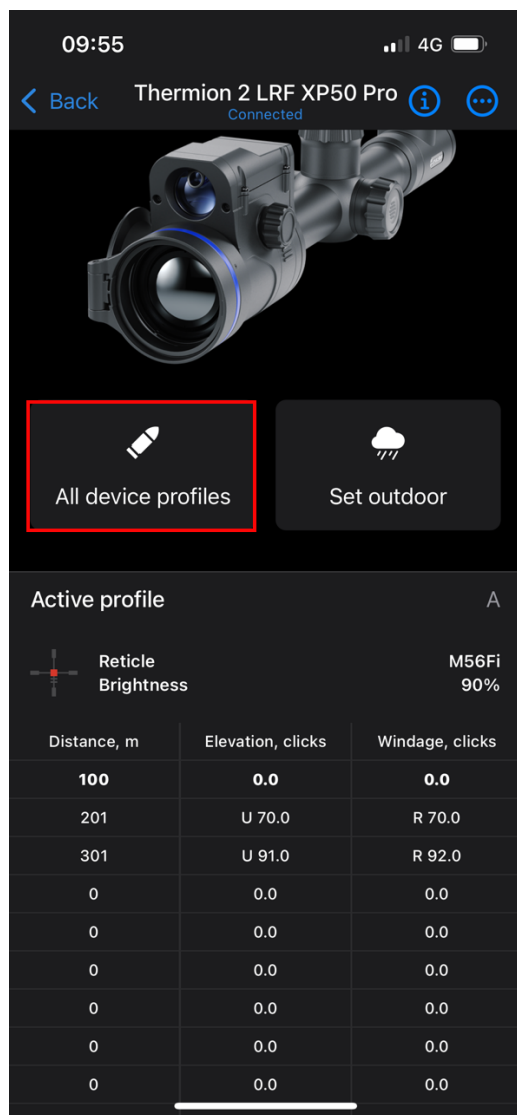 09:55
4G
Back
Thermion 2 LRF XP50 Pro
Connected
All device profiles
Set outdoor
Active profile
A
Reticle
M56Fi
Brightness
90%
Distance, m Elevation, clicks Windage, clicks
100 0.0 0.0
201 U 70.0 R 70.0
301 U 91.0 R 92.0
0 0.0 0.0
0 0.0 0.0
0 0.0 0.0
0 0.0 0.0
0 0.0 0.0
0 0.0 0.0